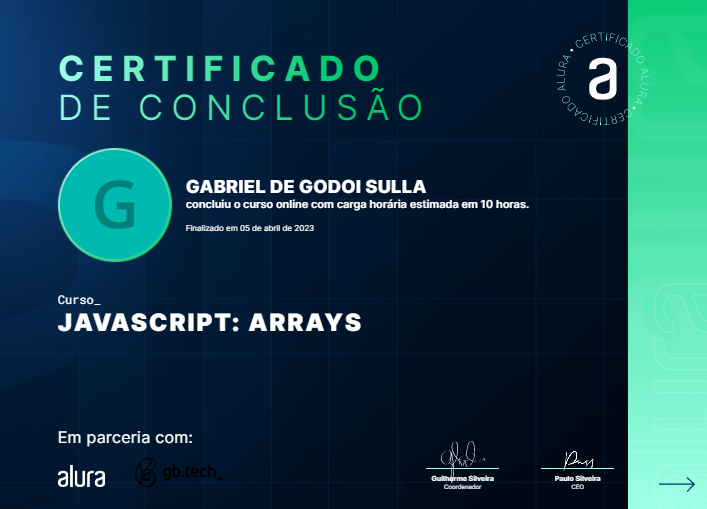 CERTIFICADO
DE CONCLUSÃO
CERTIFICADO ALURA • CERTIFICADO ALURA •
a
G
GABRIEL DE GODOI SULLA
concluiu o curso online com carga horária estimada em 10 horas.
Finalizado em 05 de abril de 2023
Curso_
JAVASCRIPT: ARRAYS
Em parceria com:
alura
gb.tech_
Guilherme Silveira
Coordenador
Paulo Silveira
CEO
alura